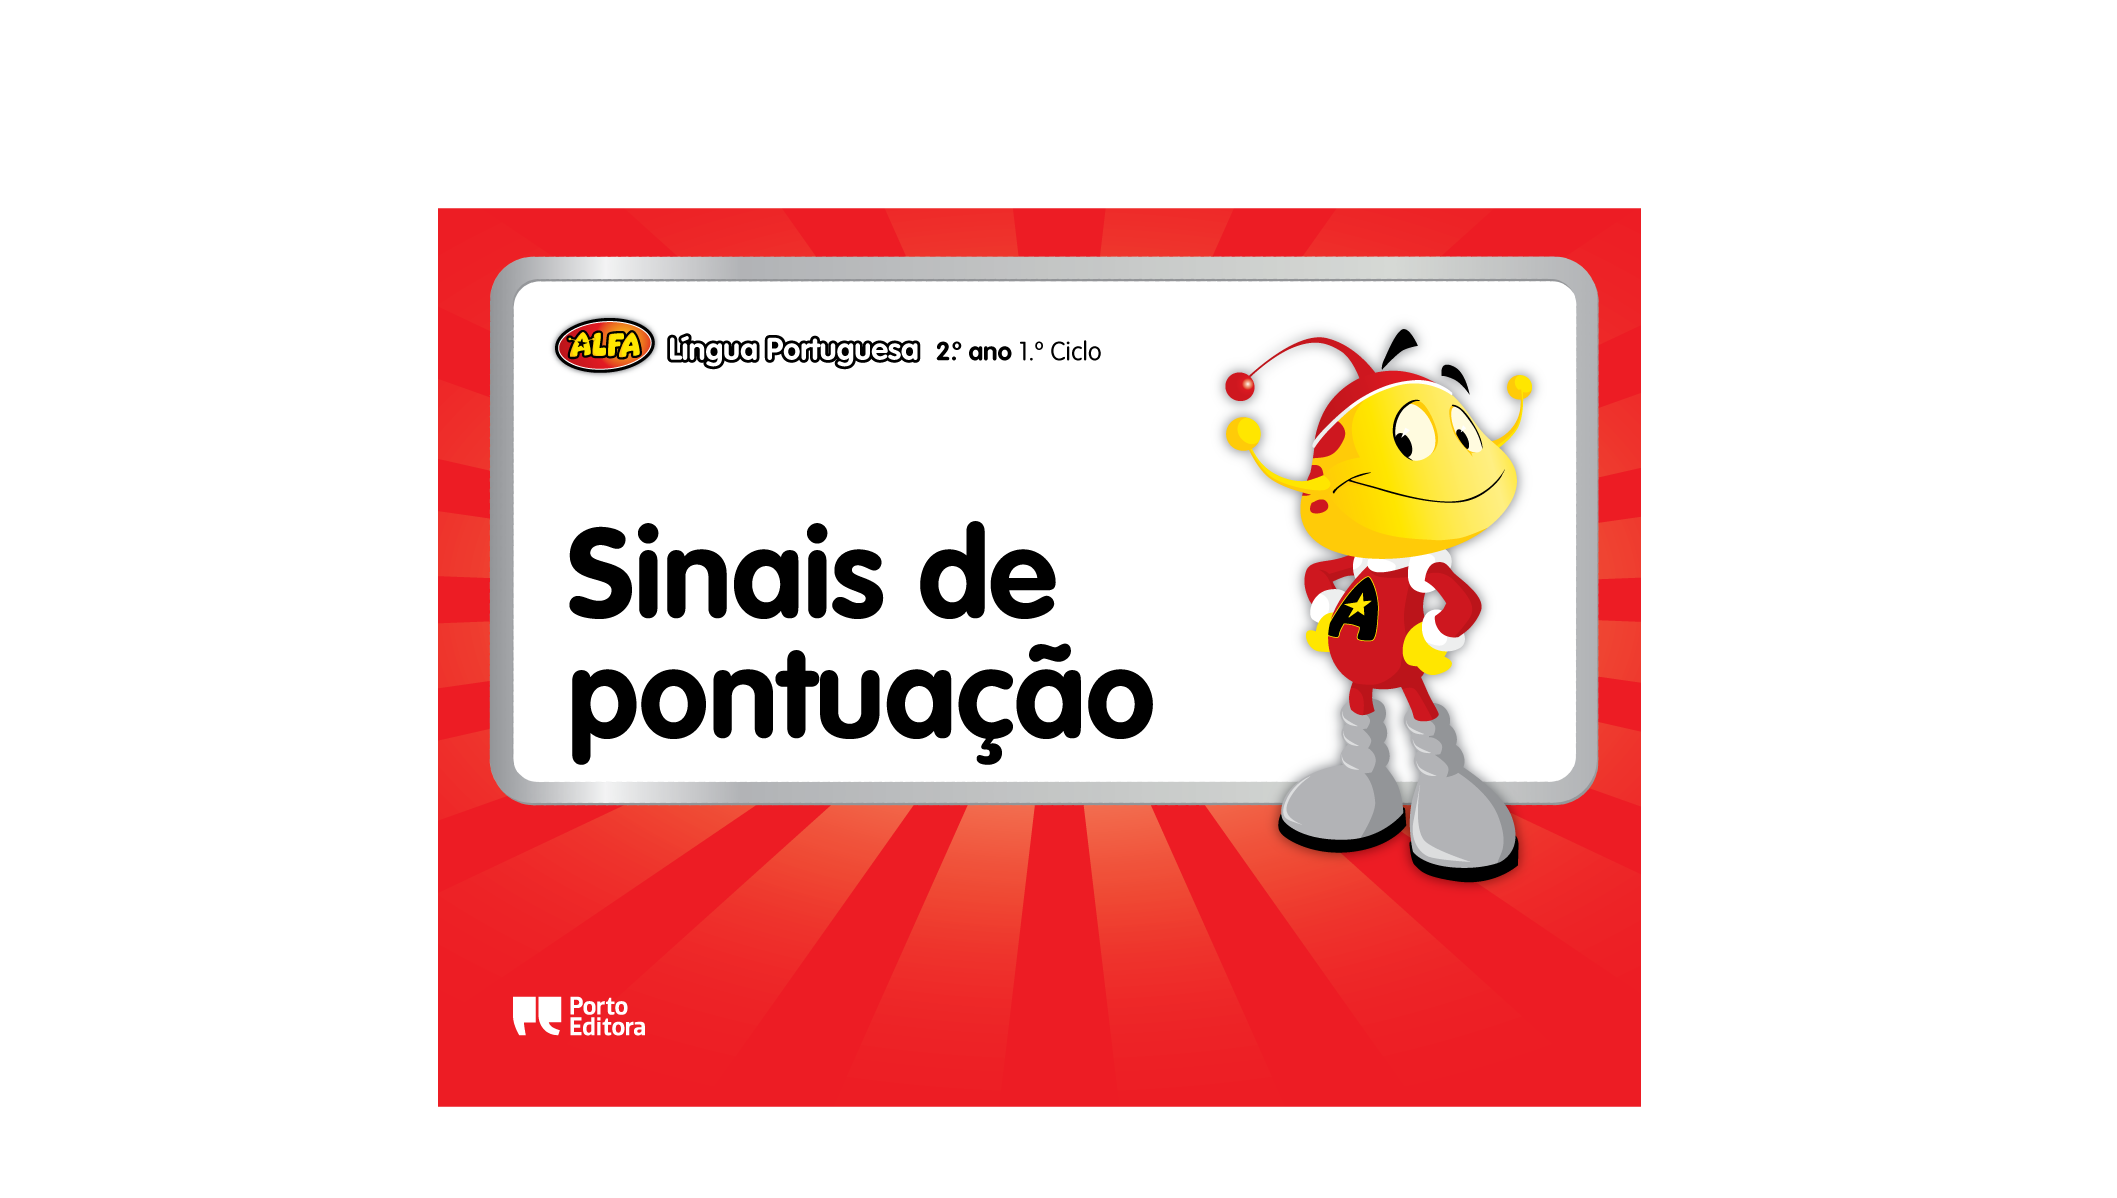 ALFA Língua Portuguesa 2.º ano 1.º Ciclo
Sinais de
pontuação
A
Porto
Editora